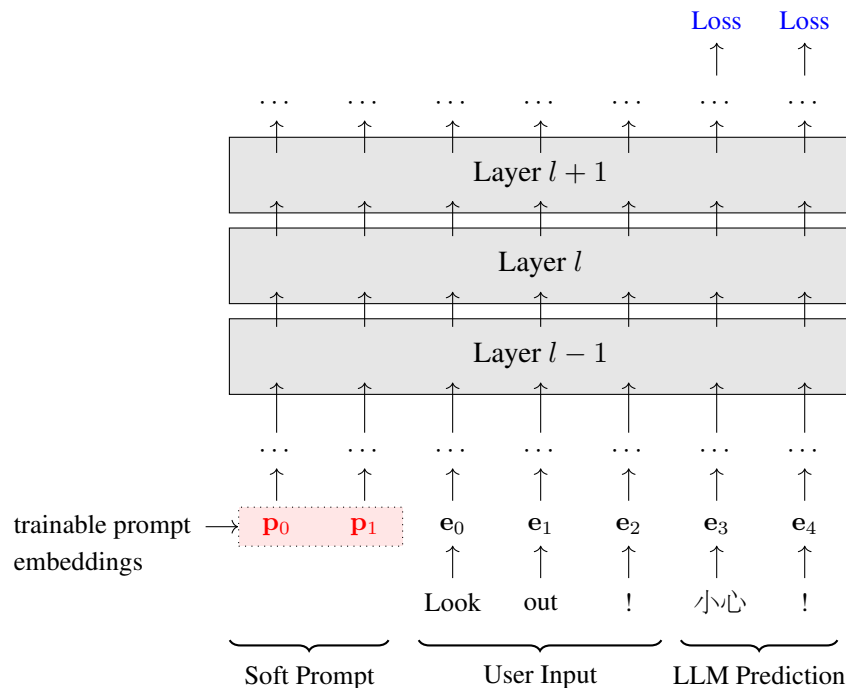 Loss Loss
... ... ... ... ... ... ...
Layer l + 1
Layer l
Layer l − 1
... ... ... ... ... ... ...
trainable prompt embeddings
p₀ p₁ e₀ e₁ e₂ e₃ e₄
Look out ! 小心 !
Soft Prompt User Input LLM Prediction